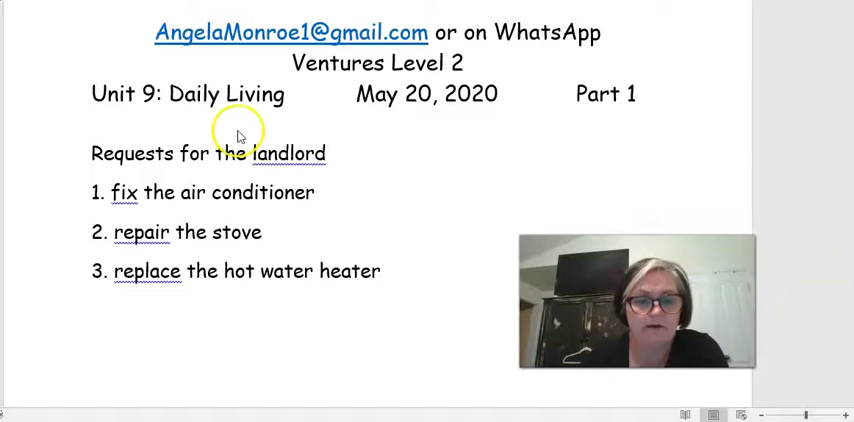 AngelaMonroe1@gmail.com or on WhatsApp
Ventures Level 2
Unit 9: Daily Living May 20, 2020 Part 1
Requests for the landlord
1. fix the air conditioner
2. repair the stove
3. replace the hot water heater